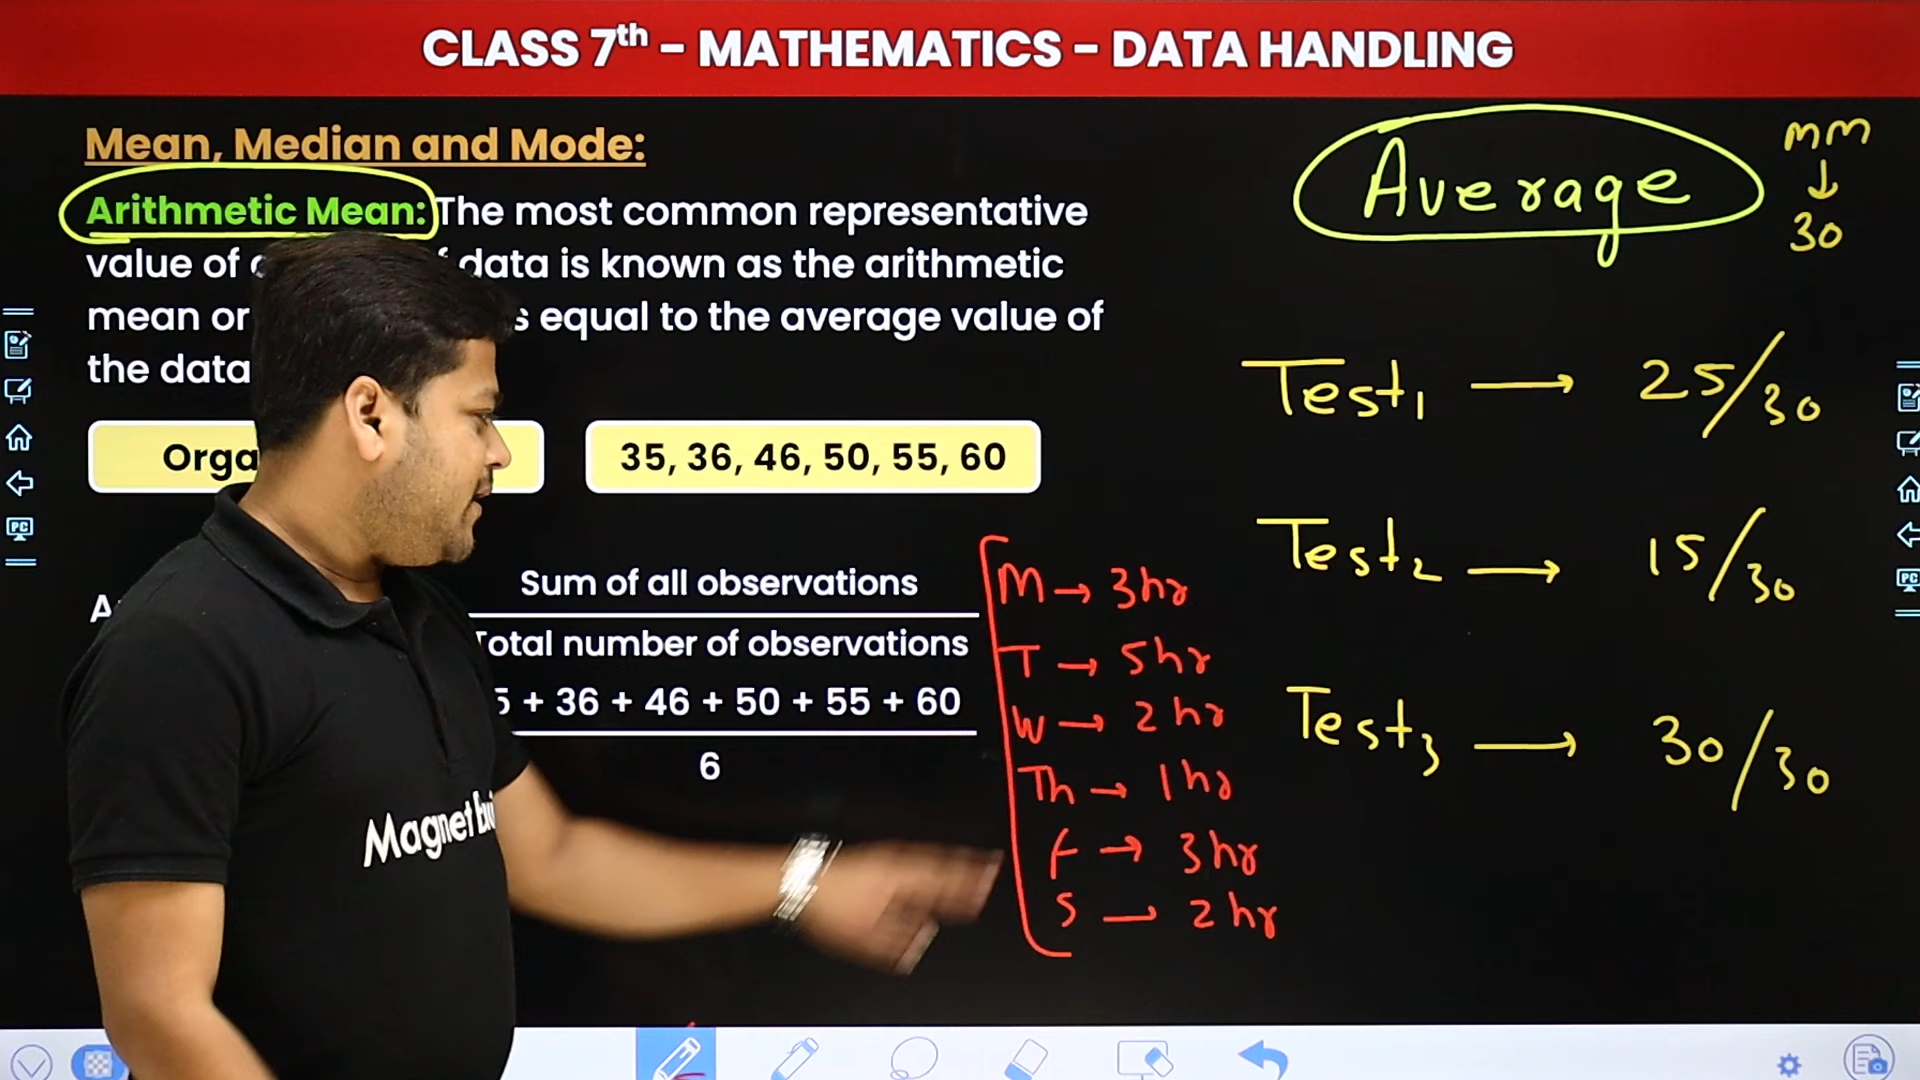 CLASS 7th - MATHEMATICS - DATA HANDLING
Mean, Median and Mode:
Arithmetic Mean: The most common representative
value of data is known as the arithmetic
mean or equal to the average value of
the data
35, 36, 46, 50, 55, 60
Sum of all observations
Total number of observations
+ 36 + 46 + 50 + 55 + 60
6
Magnet
M → 3hr
T → 5hr
W → 2hr
Th → 1hr
F → 3hr
S → 2hr
Average
MM
↓
30
Test1 → 25/30
Test2 → 15/30
Test3 → 30/30
PC
PC